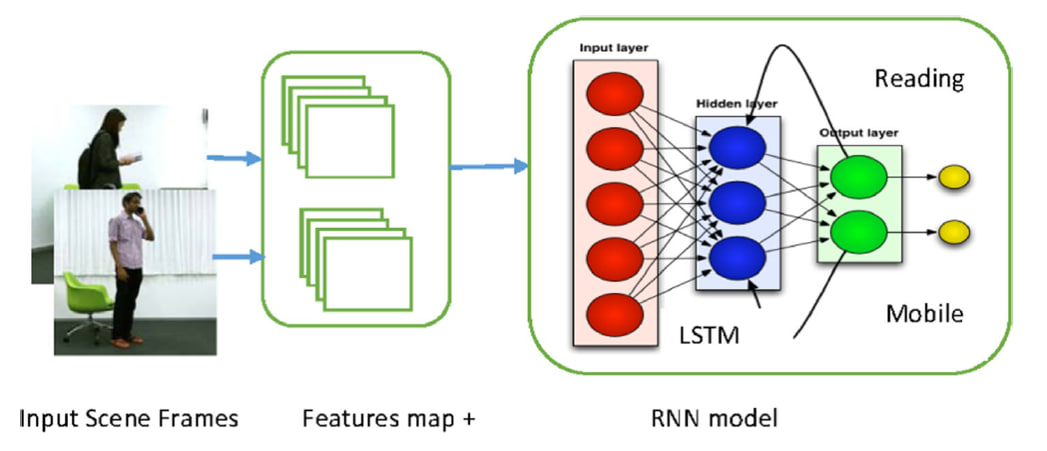 Input layer
Hidden layer
Output layer
Reading
Mobile
LSTM
Input Scene Frames
Features map +
RNN model